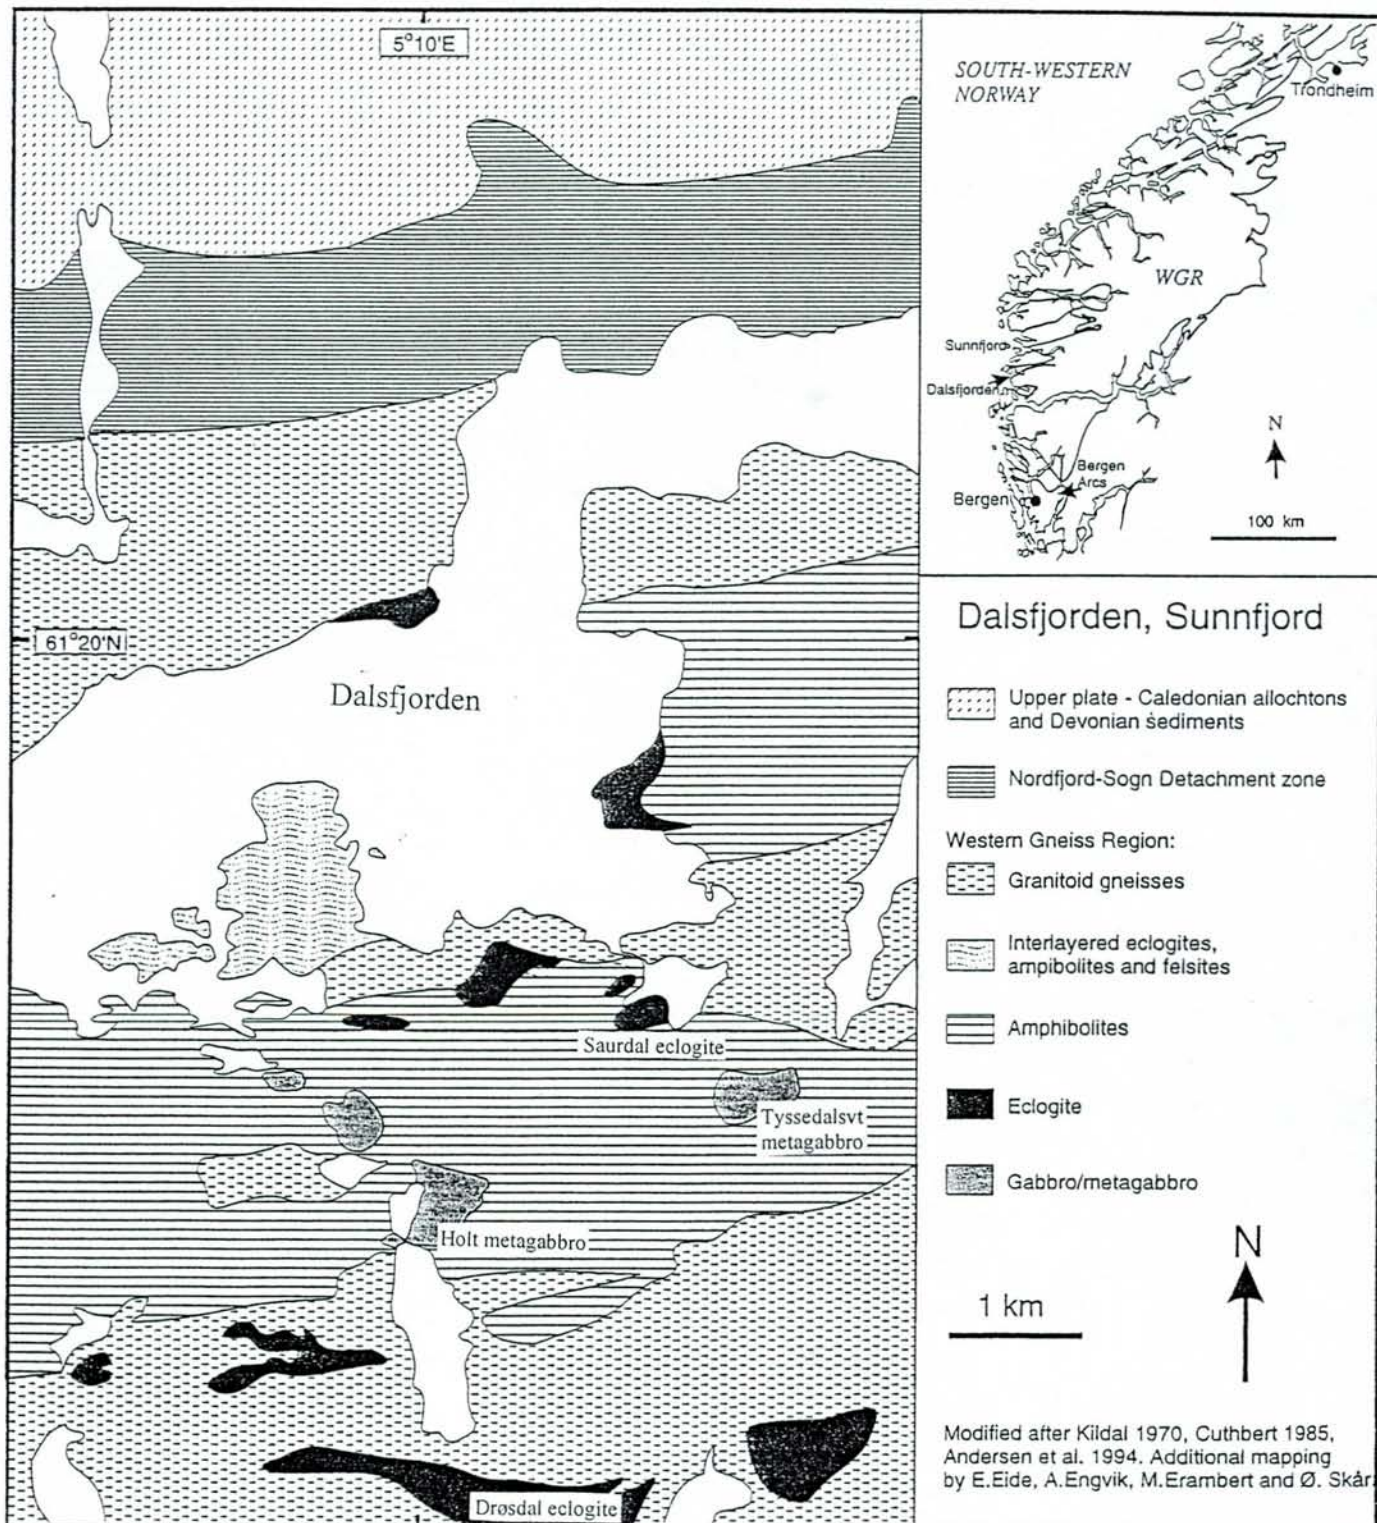 5°10'E
61°20'N
Dalsfjorden
Saurdal eclogite
Tyssedalsvt
metagabbro
Holt metagabbro
Drøsdal eclogite
SOUTH-WESTERN
NORWAY
Trondheim
WGR
Sunnfjord
Dalsfjorden
N
Bergen
Arcs
Bergen
100 km
Dalsfjorden, Sunnfjord
Upper plate - Caledonian allochtons
and Devonian sediments
Nordfjord-Sogn Detachment zone
Western Gneiss Region:
Granitoid gneisses
Interlayered eclogites,
ampibolites and felsites
Amphibolites
Eclogite
Gabbro/metagabbro
N
1 km
Modified after Kildal 1970, Cuthbert 1985,
Andersen et al. 1994. Additional mapping
by E.Eide, A.Engvik, M.Erambert and Ø. Skår.